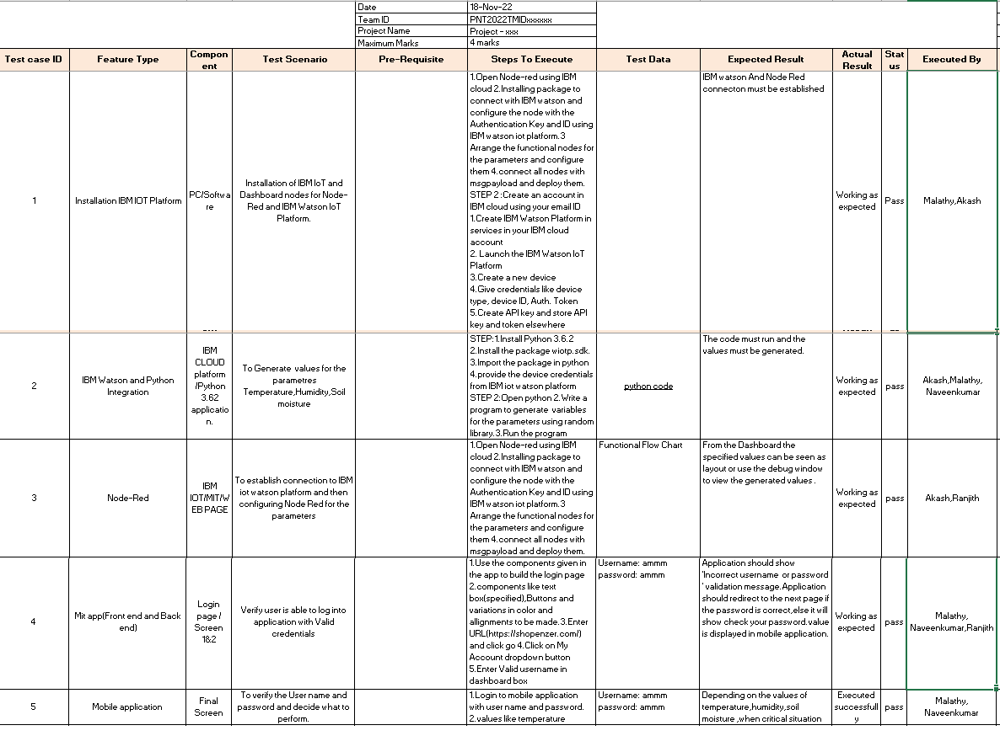 Date 18-Nov-22
Team ID PNT2022TMIDxxxxxx
Project Name Project - xxx
Maximum Marks 4 marks
Test case ID Feature Type Compon Test Scenario Pre-Requisite Steps To Execute Test Data Expected Result Actual Stat Executed By
ent Result us
1
Installation IBM IOT Platform
PC/Softwa
re
Installation of IBM IoT and
Dashboard nodes for Node-
Red and IBM Watson IoT
Platform.
1.Open Node-red using IBM
cloud 2.Installing package to
connect with IBM watson and
configure the node with the
Authentication Key and ID using
IBM watson iot platform.3
Arrange the functional nodes for
the parameters and configure
them 4.connect all nodes with
msgpayload and deploy them.
STEP 2 :Create an account in
IBM cloud using your email ID
1.Create IBM Watson Platform in
services in your IBM cloud
account
2. Launch the IBM Watson IoT
Platform
3.Create a new device
4.Give credentials like device
type, device ID, Auth. Token
5.Create API key and store API
key and token elsewhere
IBM watson And Node Red
connecton must be established
Working as
expected
Pass
Malathy,Akash
2
IBM Watson and Python
Integration
IBM
CLOUD
platform
/Python
3.62
applicatio
n.
To Generate values for the
parametres
Temperature,Humidity,Soil
moisture
STEP:1.Install Python 3.6.2
2.Install the package wiotp.sdk.
3.Import the package in python
4.provide the device credentials
from IBM iot watson platform
STEP 2:Open python 2.Write a
program to generate variables
for the parameters using random
library.3.Run the program
python code
The code must run and the
values must be generated.
Working as
expected
pass
Akash,Malathy,
Naveenkumar
3
Node-Red
IBM
IOT/MIT/W
EB PAGE
To establish connection to IBM
iot watson platform and then
configuring Node Red for the
parameters
1.Open Node-red using IBM
cloud 2.Installing package to
connect with IBM watson and
configure the node with the
Authentication Key and ID using
IBM watson iot platform.3
Arrange the functional nodes for
the parameters and configure
them 4.connect all nodes with
msgpayload and deploy them.
Functional Flow Chart
From the Dashboard the
specified values can be seen as
layout or use the debug window
to view the generated values .
Working as
expected
pass
Akash,Ranjith
4
Mit app(Front end and Back
end)
Login
page /
Screen
1&2
Verify user is able to log into
application with Valid
credentials
1.Use the components given in
the app to build the login page
2.components like text
box(specified),Buttons and
variations in color and
allignments to be made.3.Enter
URL(https://shopenzer.com/)
and click go 4.Click on My
Account dropdown button
5.Enter Valid username in
dashboard box
Username: ammm
password: ammm
Application should show
'Incorrect username or password
' validation message.Application
should redirect to the next page if
the password is correct,else it will
show check your password.value
is displayed in mobile application.
Working as
expected
pass
Malathy,
Naveenkumar,Ranjith
5
Mobile application
Final
Screen
To verify the User name and
password and decide what to
perform.
1.Login to mobile application
with user name and password.
2.values like temperature
Username: ammm
password: ammm
Depending on the values of
temperature,humidity,soil
moisture ,when critical situation
Executed
successfull
y
pass
Malathy,
Naveenkumar